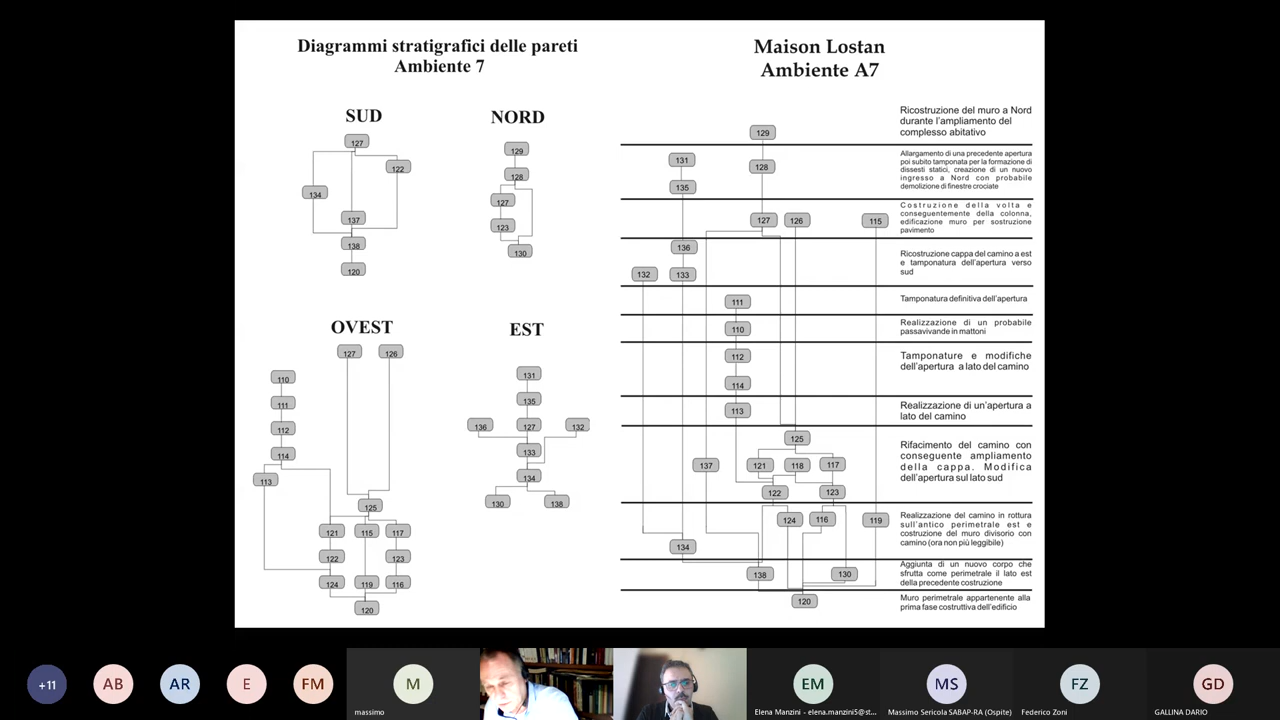 Diagrammi stratigrafici delle pareti
Ambiente 7
SUD
127
122
134
137
138
120
NORD
129
128
127
123
130
OVEST
127
126
110
111
112
114
113
125
121
115
117
122
123
124
119
116
120
EST
131
135
136
127
132
133
134
130
138
Maison Lostan
Ambiente A7
129
Ricostruzione del muro a Nord
durante l'ampliamento del
complesso abitativo
131
128
135
Allargamento di una precedente apertura
poi subito tamponata per la formazione di
dissesti statici, creazione di un nuovo
ingresso a Nord con probabile
demolizione di finestre crociate
127
126
115
Costruzione della volta e
conseguentemente della colonna,
edificazione muro per sostruzione
pavimento
136
132
133
Ricostruzione cappa del camino a est
e tamponatura dell'apertura verso
sud
111
Tamponatura definitiva dell'apertura
110
Realizzazione di un probabile
passavivande in mattoni
112
114
Tamponature e modifiche
dell'apertura a lato del camino
113
Realizzazione di un'apertura a
lato del camino
125
137
121
118
117
122
123
Rifacimento del camino con
conseguente ampliamento
della cappa. Modifica
dell'apertura sul lato sud
124
116
119
134
Realizzazione del camino in rottura
sull'antico perimetrale est e
costruzione del muro divisorio con
camino (ora non più leggibile)
138
130
Aggiunta di un nuovo corpo che
sfrutta come perimetrale il lato est
della precedente costruzione
120
Muro perimetrale appartenente alla
prima fase costruttiva dell'edificio
+11
AB
AR
E
FM
M
massimo
EM
Elena Manzini - elena.manzini5@st...
MS
Massimo Sericola SABAP-RA (Ospite)
FZ
Federico Zoni
GD
GALLINA DARIO